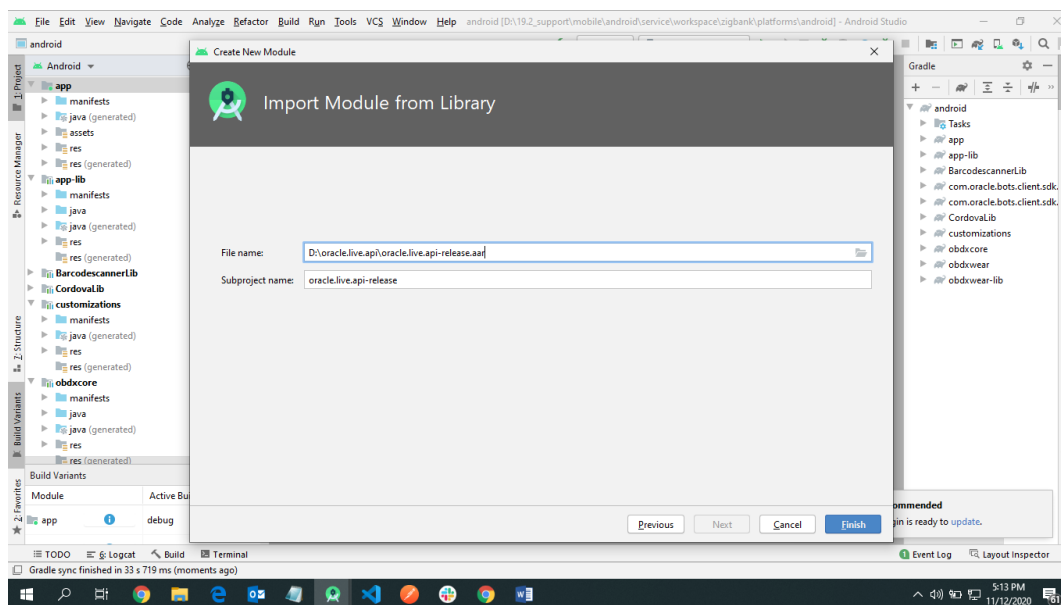 File Edit View Navigate Code Analyze Refactor Build Run Tools VCS Window Help android [D:\19.2_support\mobile\android\service\workspace\zigbank\platforms\android] - Android Studio
android
Create New Module
Import Module from Library
File name: D:\oracle.live.api\oracle.live.api-release.aar
Subproject name: oracle.live.api-release
Previous Next Cancel Finish
1: Project
Resource Manager
7: Structure
Build Variants
2: Favorites
Android
app
manifests
java (generated)
assets
res
res (generated)
app-lib
manifests
java
java (generated)
res
res (generated)
BarcodescannerLib
CordovaLib
customizations
manifests
java (generated)
res
res (generated)
obdxcore
manifests
java
java (generated)
res
res (generated)
Build Variants
Module Active Bui
app debug
Gradle
android
Tasks
app
app-lib
BarcodescannerLib
com.oracle.bots.client.sdk.
com.oracle.bots.client.sdk.
CordovaLib
customizations
obdxcore
obdxwear
obdxwear-lib
ommended
gin is ready to update.
TODO 6: Logcat Build Terminal
1 Event Log Layout Inspector
Gradle sync finished in 33 s 719 ms (moments ago)
5:13 PM
11/12/2020